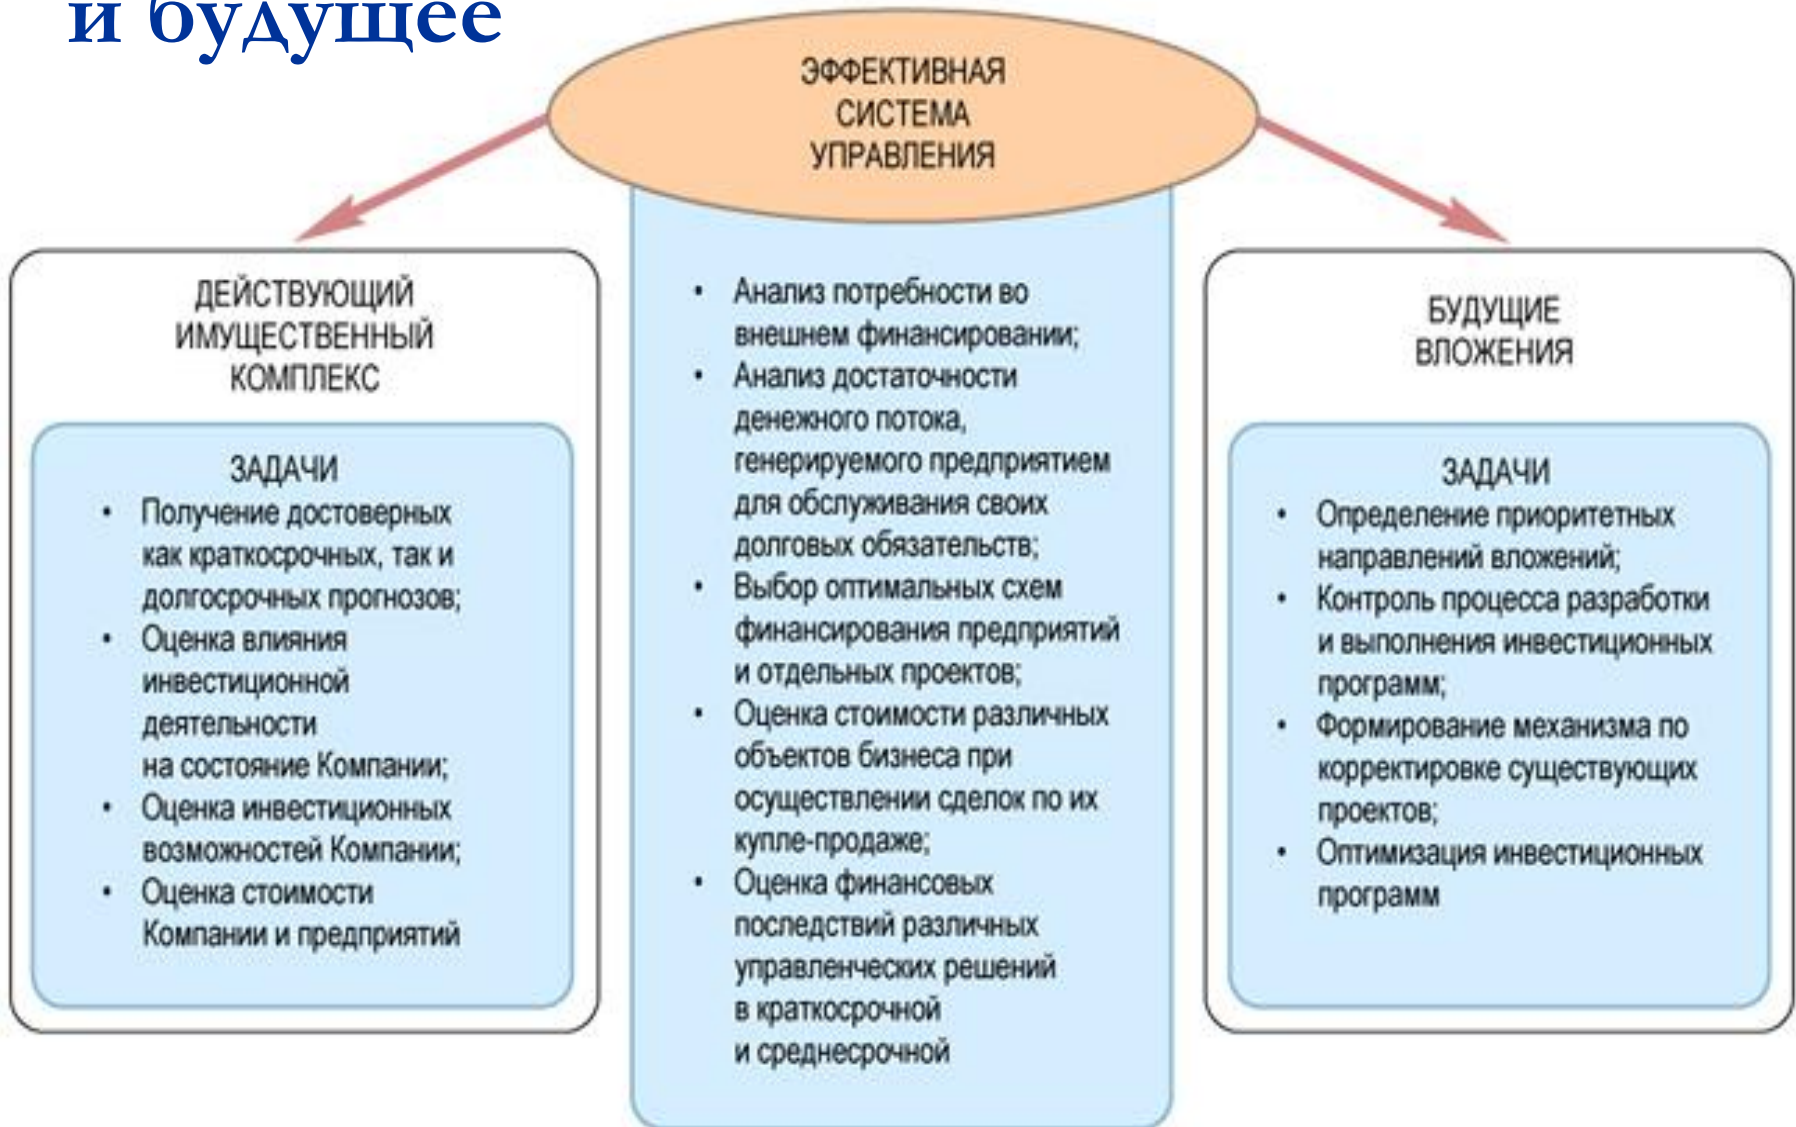 и будущее
ЭФФЕКТИВНАЯ
СИСТЕМА
УПРАВЛЕНИЯ
ДЕЙСТВУЮЩИЙ
ИМУЩЕСТВЕННЫЙ
КОМПЛЕКС
ЗАДАЧИ
• Получение достоверных
как краткосрочных, так и
долгосрочных прогнозов;
• Оценка влияния
инвестиционной
деятельности
на состояние Компании;
• Оценка инвестиционных
возможностей Компании;
• Оценка стоимости
Компании и предприятий
• Анализ потребности во
внешнем финансировании;
• Анализ достаточности
денежного потока,
генерируемого предприятием
для обслуживания своих
долговых обязательств;
• Выбор оптимальных схем
финансирования предприятий
и отдельных проектов;
• Оценка стоимости различных
объектов бизнеса при
осуществлении сделок по их
купле-продаже;
• Оценка финансовых
последствий различных
управленческих решений
в краткосрочной
и среднесрочной
БУДУЩИЕ
ВЛОЖЕНИЯ
ЗАДАЧИ
• Определение приоритетных
направлений вложений;
• Контроль процесса разработки
и выполнения инвестиционных
программ;
• Формирование механизма по
корректировке существующих
проектов;
• Оптимизация инвестиционных
программ